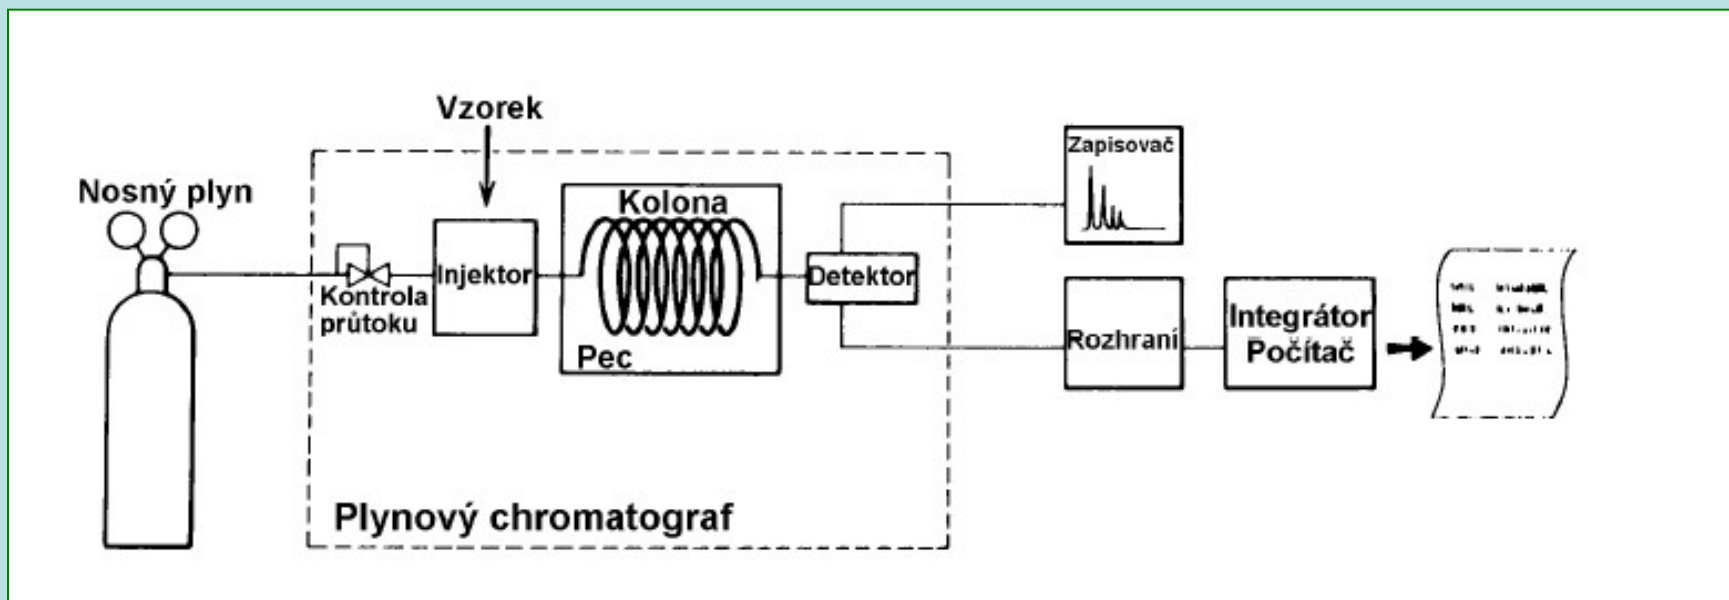 Vzorek
Nosný plyn
Kontrola
průtoku
Injektor
Kolona
Pec
Detektor
Zapisovač
Rozhraní
Integrátor
Počítač
Plynový chromatograf